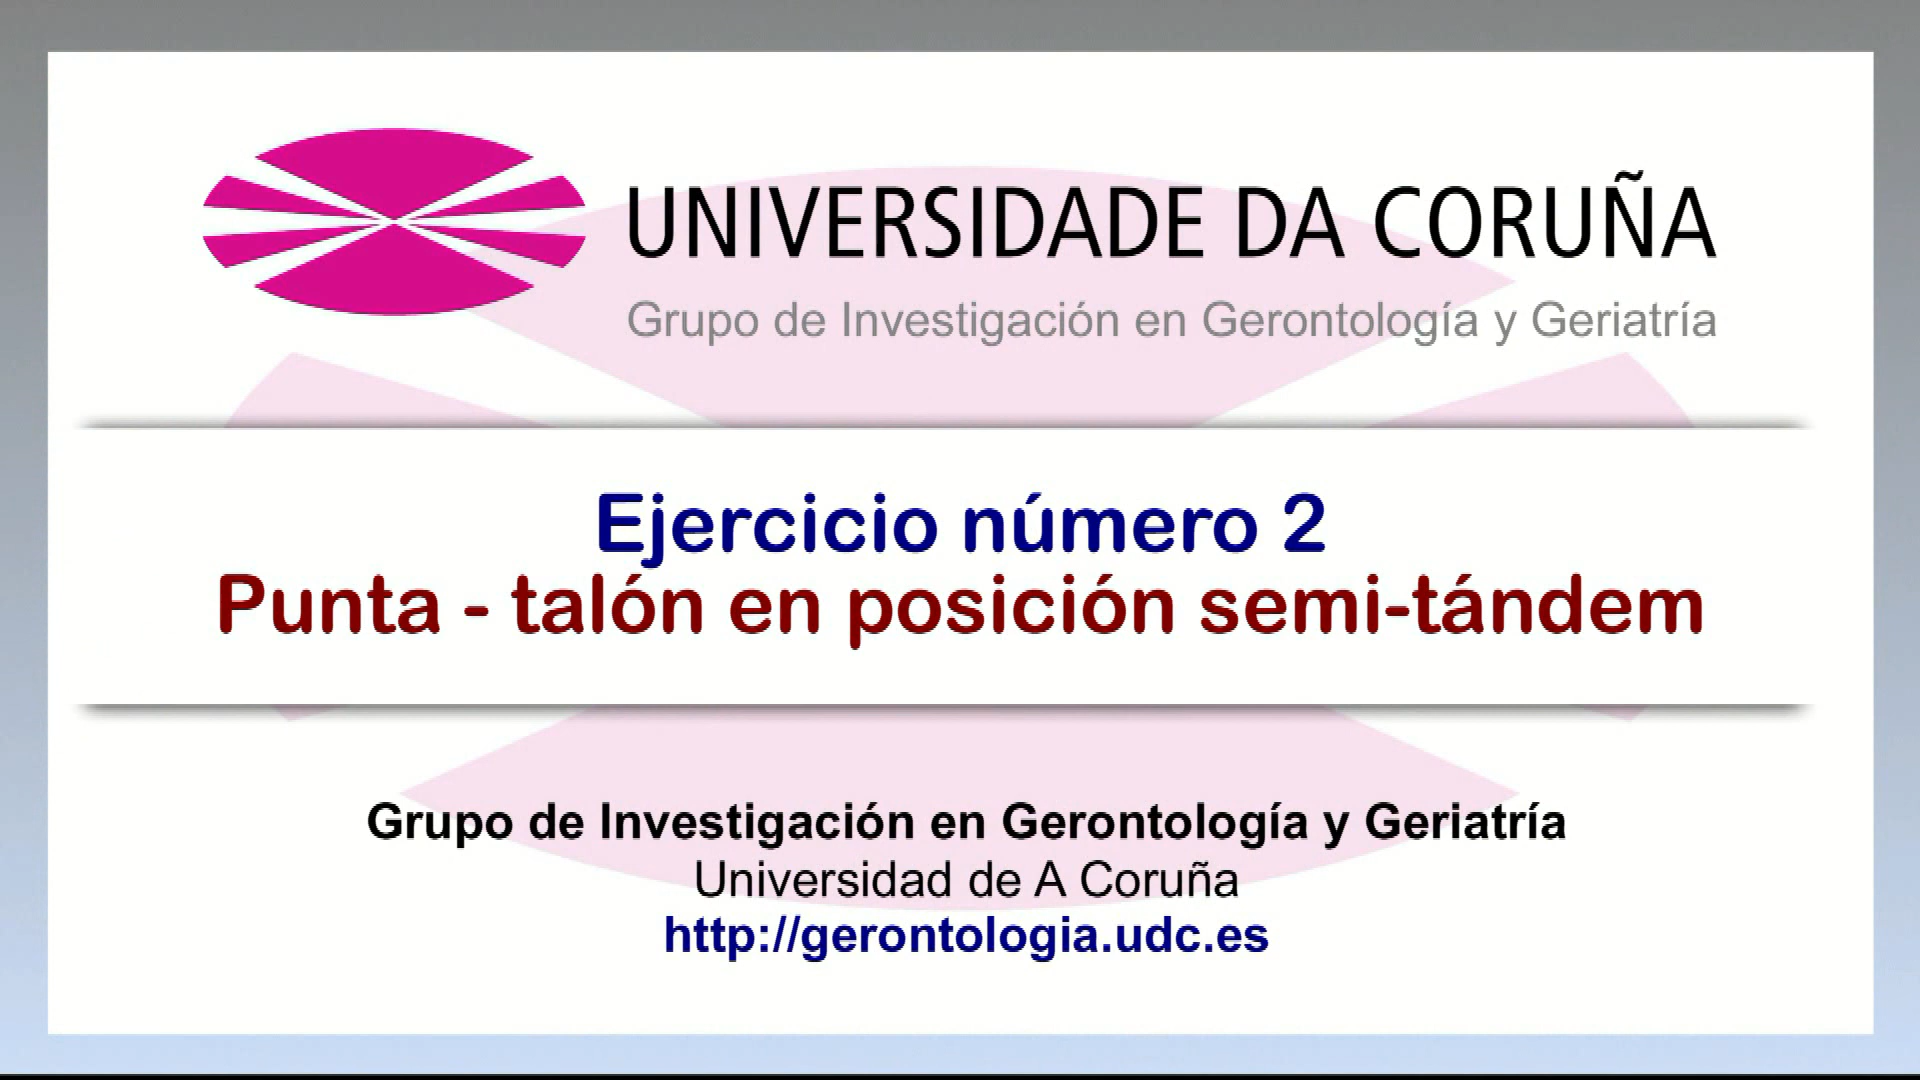 UNIVERSIDADE DA CORUÑA
Grupo de Investigación en Gerontología y Geriatría
Ejercicio número 2
Punta - talón en posición semi-tándem
Grupo de Investigación en Gerontología y Geriatría
Universidad de A Coruña
http://gerontologia.udc.es